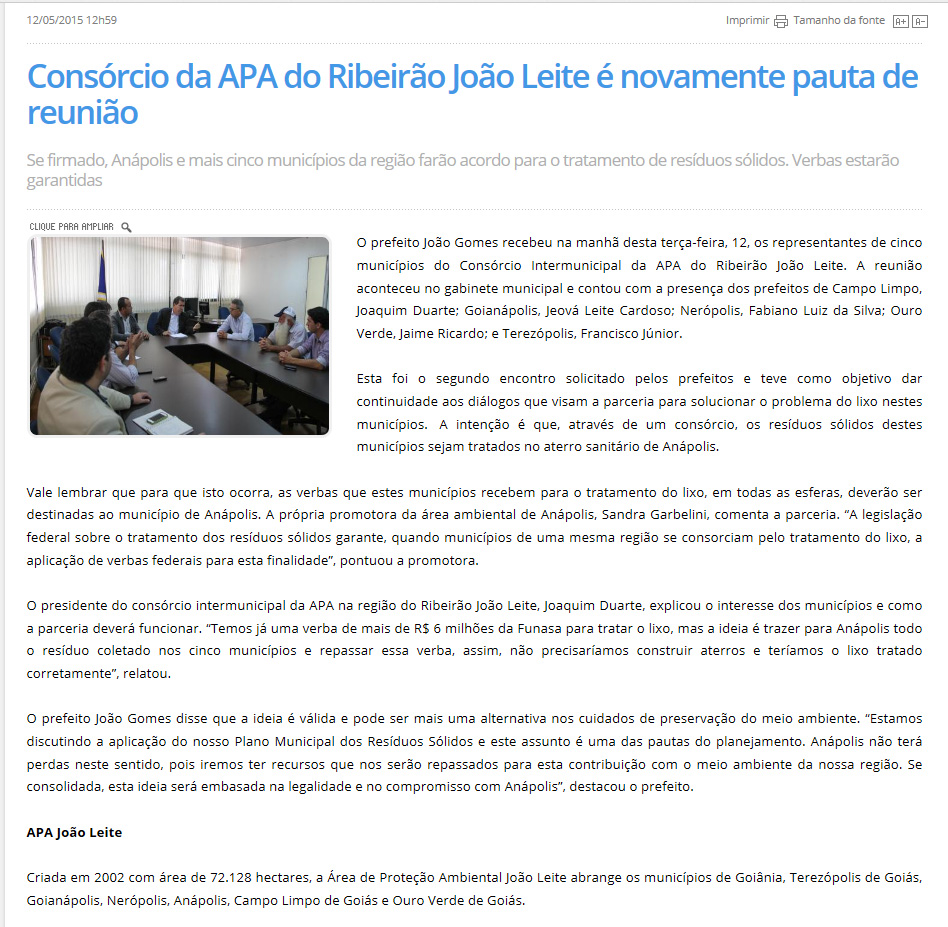 12/05/2015 12h59
Imprimir Tamanho da fonte A+ A-
Consórcio da APA do Ribeirão João Leite é novamente pauta de
reunião
Se firmado, Anápolis e mais cinco municípios da região farão acordo para o tratamento de resíduos sólidos. Verbas estarão
garantidas
CLIQUE PARA AMPLIAR
O prefeito João Gomes recebeu na manhã desta terça-feira, 12, os representantes de cinco
municípios do Consórcio Intermunicipal da APA do Ribeirão João Leite. A reunião
aconteceu no gabinete municipal e contou com a presença dos prefeitos de Campo Limpo,
Joaquim Duarte; Goianápolis, Jeová Leite Cardoso; Nerópolis, Fabiano Luiz da Silva; Ouro
Verde, Jaime Ricardo; e Terezópolis, Francisco Júnior.
Esta foi o segundo encontro solicitado pelos prefeitos e teve como objetivo dar
continuidade aos diálogos que visam a parceria para solucionar o problema do lixo nestes
municípios. A intenção é que, através de um consórcio, os resíduos sólidos destes
municípios sejam tratados no aterro sanitário de Anápolis.
Vale lembrar que para que isto ocorra, as verbas que estes municípios recebem para o tratamento do lixo, em todas as esferas, deverão ser
destinadas ao município de Anápolis. A própria promotora da área ambiental de Anápolis, Sandra Garbelini, comenta a parceria. “A legislação
federal sobre o tratamento dos resíduos sólidos garante, quando municípios de uma mesma região se consorciam pelo tratamento do lixo, a
aplicação de verbas federais para esta finalidade”, pontuou a promotora.
O presidente do consórcio intermunicipal da APA na região do Ribeirão João Leite, Joaquim Duarte, explicou o interesse dos municípios e como
a parceria deverá funcionar. “Temos já uma verba de mais de R$ 6 milhões da Funasa para tratar o lixo, mas a ideia é trazer para Anápolis todo
o resíduo coletado nos cinco municípios e repassar essa verba, assim, não precisaríamos construir aterros e teríamos o lixo tratado
corretamente”, relatou.
O prefeito João Gomes disse que a ideia é válida e pode ser mais uma alternativa nos cuidados de preservação do meio ambiente. “Estamos
discutindo a aplicação do nosso Plano Municipal dos Resíduos Sólidos e este assunto é uma das pautas do planejamento. Anápolis não terá
perdas neste sentido, pois iremos ter recursos que nos serão repassados para esta contribuição com o meio ambiente da nossa região. Se
consolidada, esta ideia será embasada na legalidade e no compromisso com Anápolis”, destacou o prefeito.
APA João Leite
Criada em 2002 com área de 72.128 hectares, a Área de Proteção Ambiental João Leite abrange os municípios de Goiânia, Terezópolis de Goiás,
Goianápolis, Nerópolis, Anápolis, Campo Limpo de Goiás e Ouro Verde de Goiás.